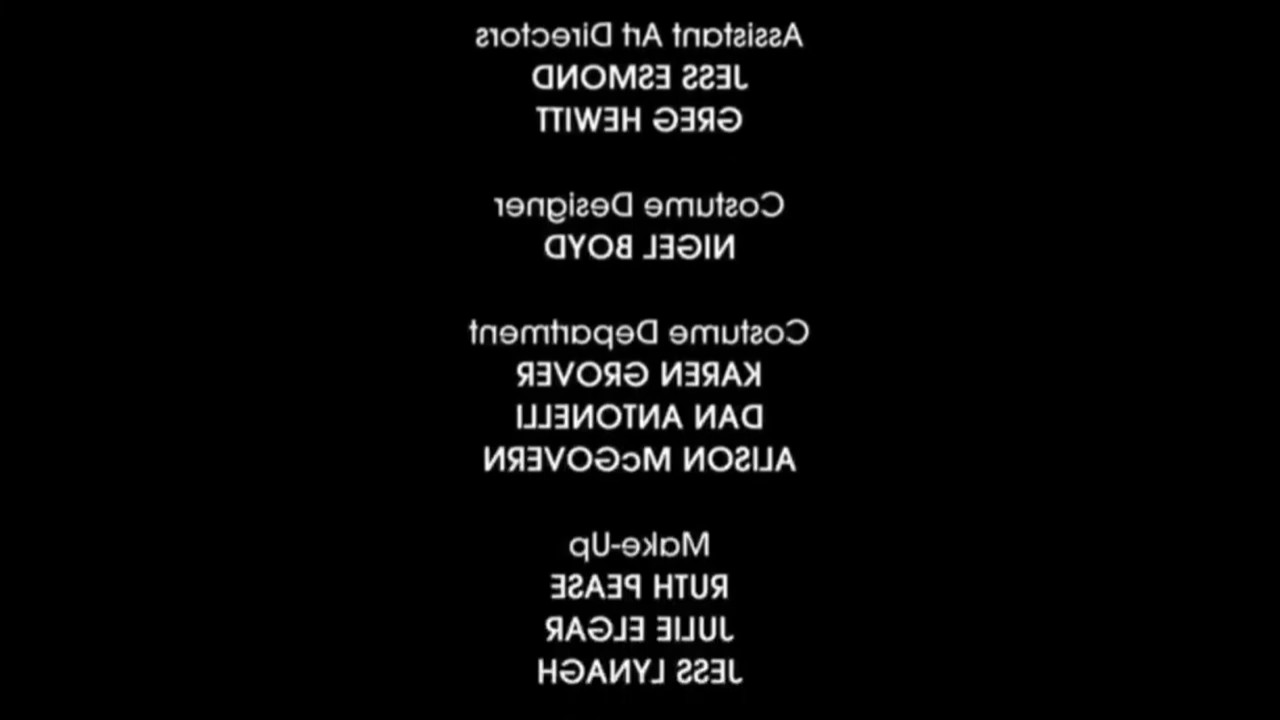 Assistant Art Directors
JESS ESMOND
GREG HEWITT
Costume Designer
NIGEL BOYD
Costume Department
KAREN GROVER
DAN ANTONELLI
ALISON McGOVERN
Make-Up
RUTH PEASE
JULIE ELGAR
JESS LYNAGH